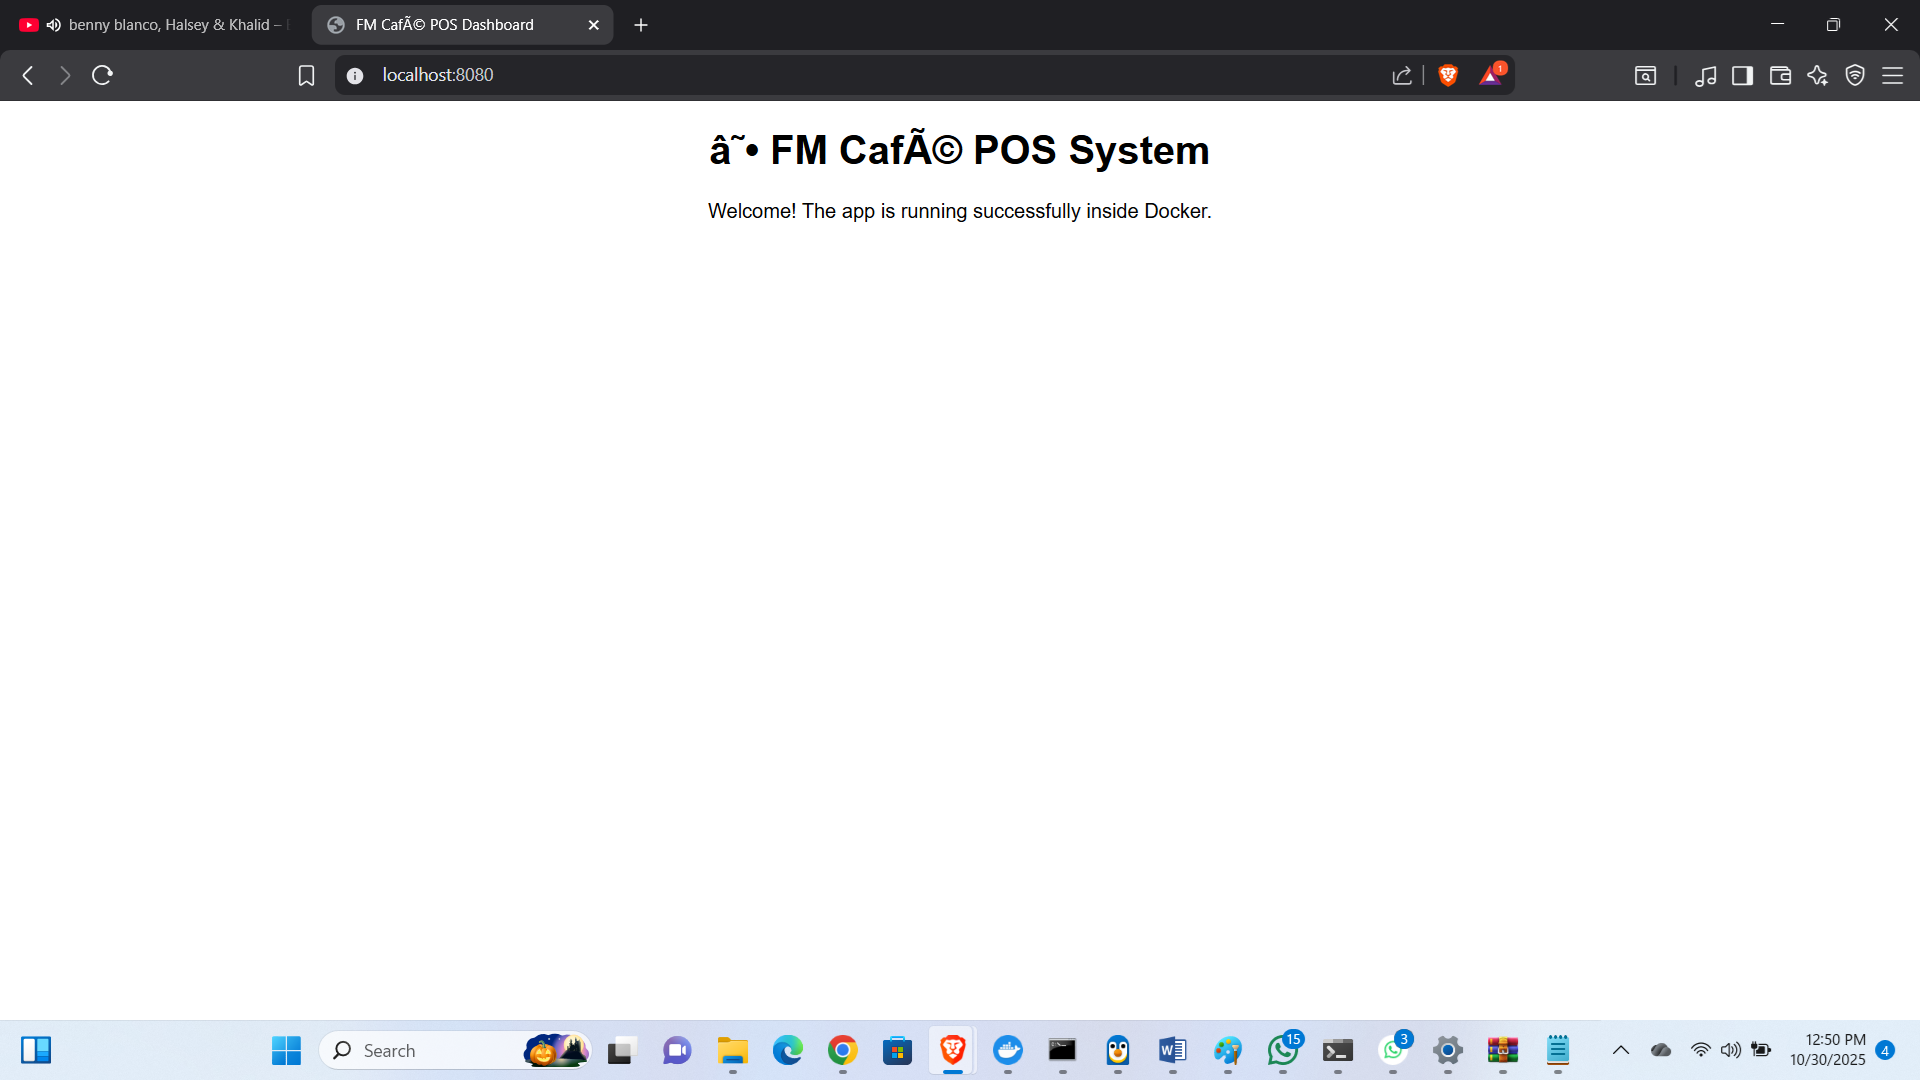 benny blanco, Halsey & Khalid –
FM CafÃ© POS Dashboard
localhost:8080
1
â˜• FM CafÃ© POS System
Welcome! The app is running successfully inside Docker.
Search
15
3
12:50 PM
10/30/2025
4